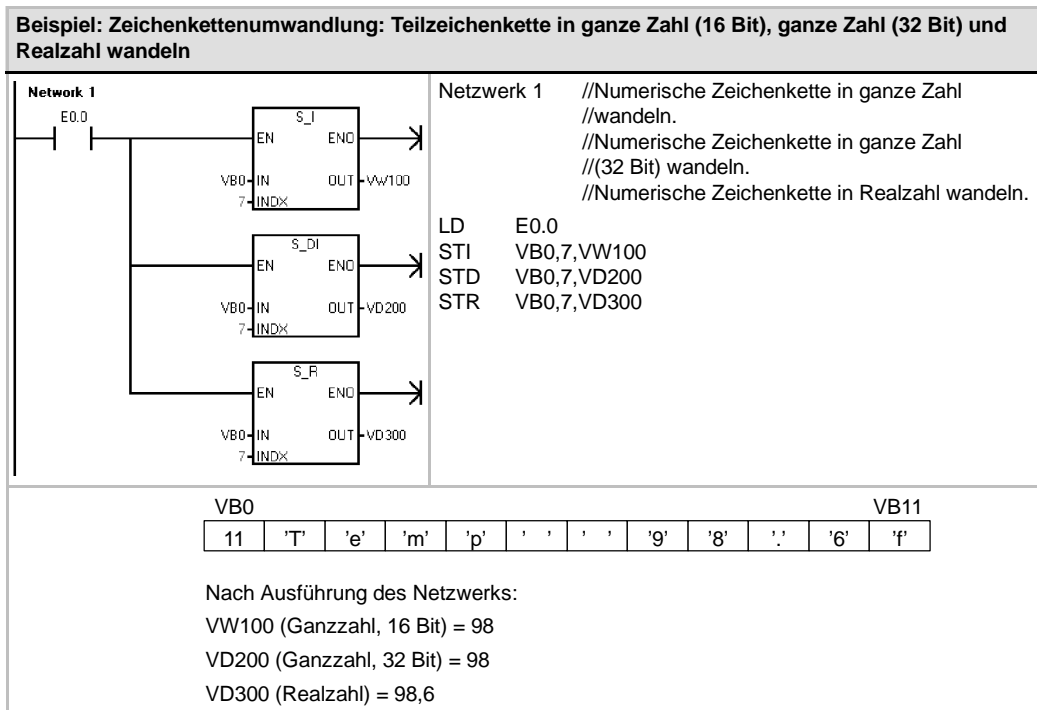 Beispiel: Zeichenkettenumwandlung: Teilzeichenkette in ganze Zahl (16 Bit), ganze Zahl (32 Bit) und
Realzahl wandeln
Network 1
E0.0
S_I
EN ENO
VB0 IN OUT VW100
7 INDX
S_DI
EN ENO
VB0 IN OUT VD200
7 INDX
S_R
EN ENO
VB0 IN OUT VD300
7 INDX
Netzwerk 1 //Numerische Zeichenkette in ganze Zahl
//wandeln.
//Numerische Zeichenkette in ganze Zahl
//(32 Bit) wandeln.
//Numerische Zeichenkette in Realzahl wandeln.
LD E0.0
STI VB0,7,VW100
STD VB0,7,VD200
STR VB0,7,VD300
VB0 VB11
11 ’T’ ’e’ ’m’ ’p’ ’ ’ ’ ’ ’9’ ’8’ ’.’ ’6’ ’f’
Nach Ausführung des Netzwerks:
VW100 (Ganzzahl, 16 Bit) = 98
VD200 (Ganzzahl, 32 Bit) = 98
VD300 (Realzahl) = 98,6